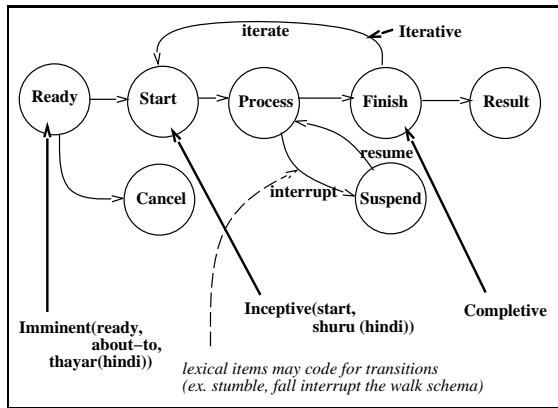 iterate
Iterative
Ready
Start
Process
Finish
Result
resume
Cancel
interrupt
Suspend
Imminent(ready,
about–to,
thayar(hindi))
Inceptive(start,
shuru (hindi))
Completive
lexical items may code for transitions
(ex. stumble, fall interrupt the walk schema)